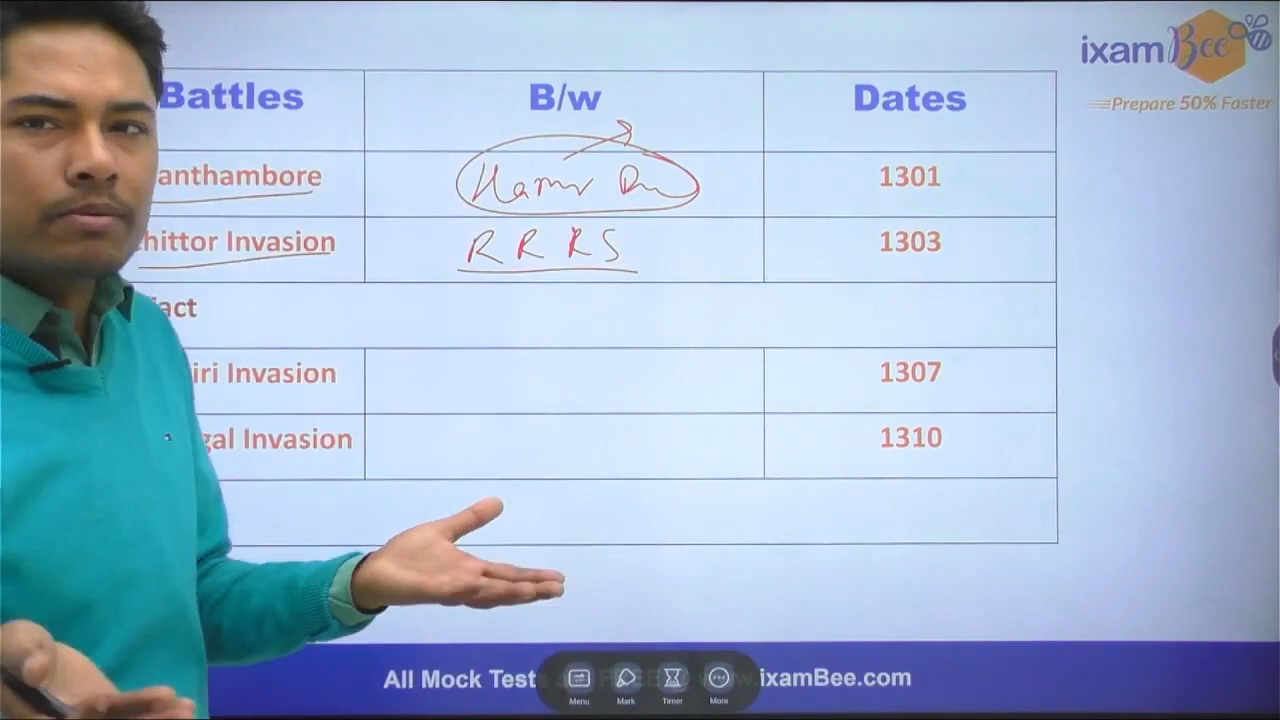 ixamBee
Prepare 50% Faster
Battles B/w Dates
anthambore 1301
hittor Invasion R R R S 1303
act
iri Invasion 1307
gal Invasion 1310
All Mock Tests ixamBee.com
Menu Mark Timer More